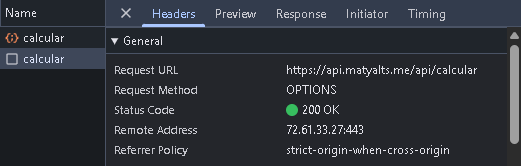 Name
Headers Preview Response Initiator Timing
calcular
calcular
General
Request URL https://api.matyalts.me/api/calcular
Request Method OPTIONS
Status Code 200 OK
Remote Address 72.61.33.27:443
Referrer Policy strict-origin-when-cross-origin